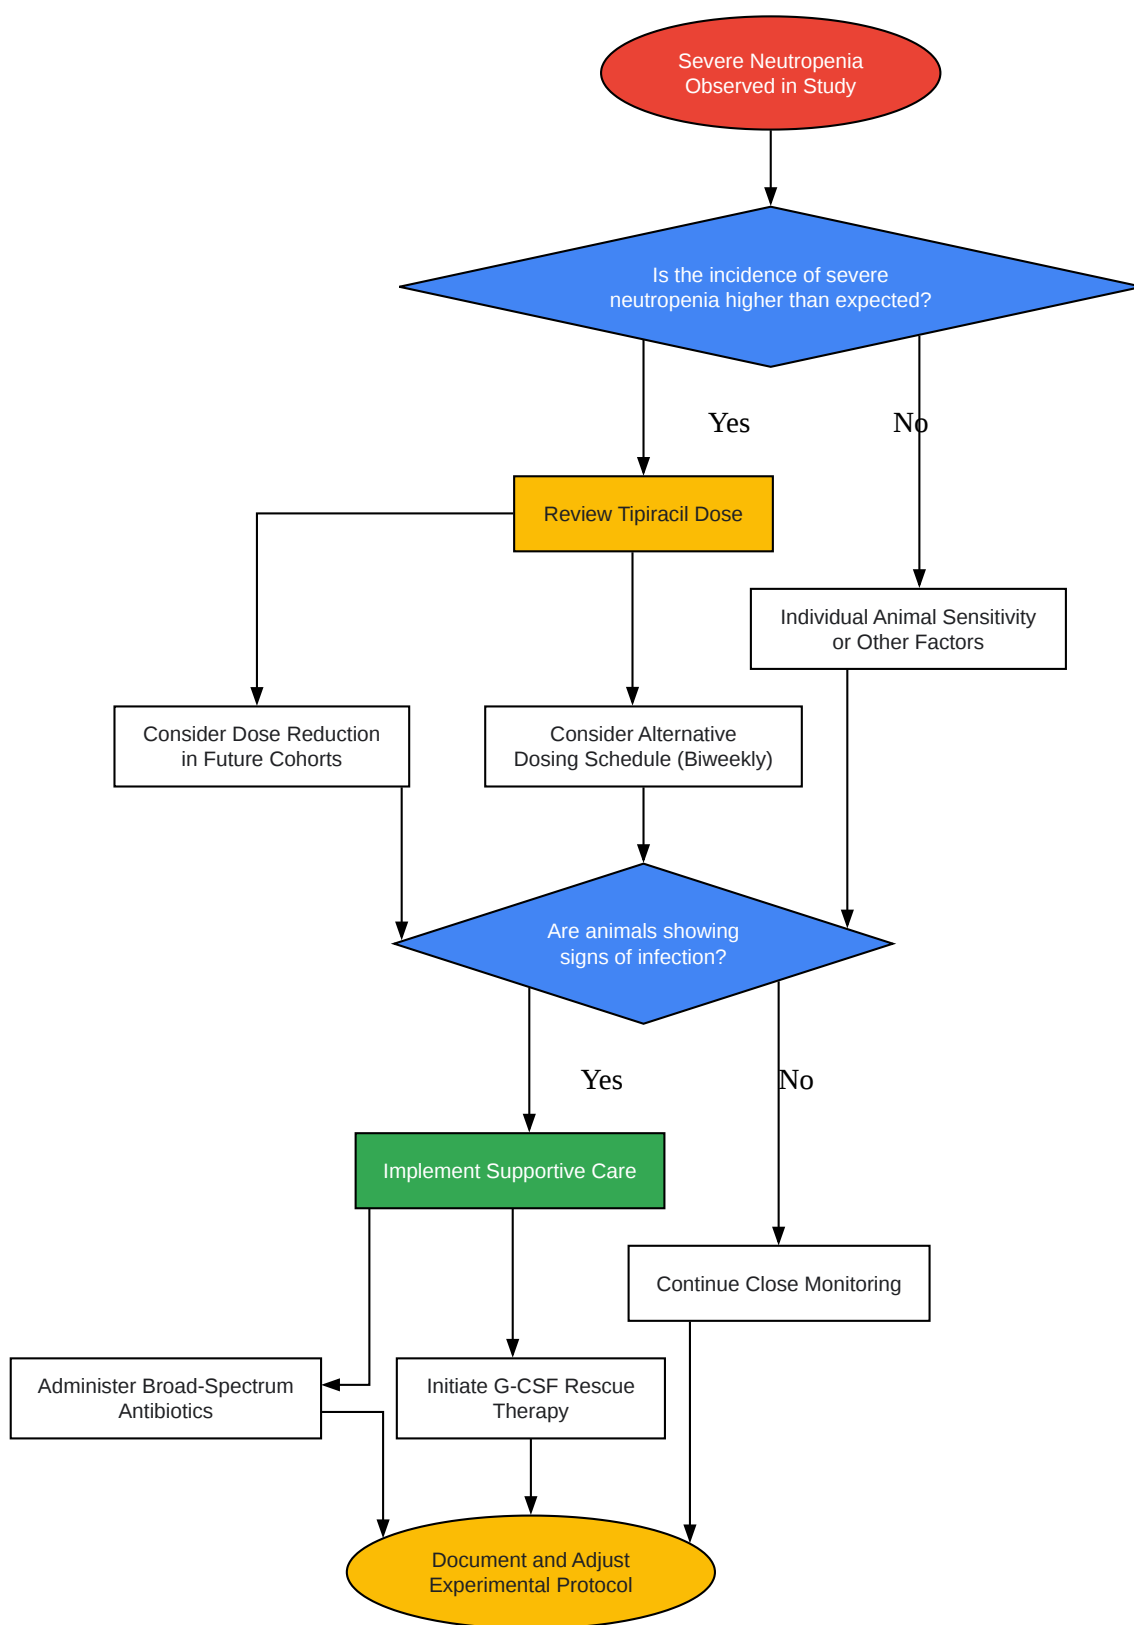 Severe Neutropenia
Observed in Study
Is the incidence of severe
neutropenia higher than expected?
Yes
No
Review Tipiracil Dose
Individual Animal Sensitivity
or Other Factors
Consider Dose Reduction
in Future Cohorts
Consider Alternative
Dosing Schedule (Biweekly)
Are animals showing
signs of infection?
Yes
No
Implement Supportive Care
Continue Close Monitoring
Administer Broad-Spectrum
Antibiotics
Initiate G-CSF Rescue
Therapy
Document and Adjust
Experimental Protocol